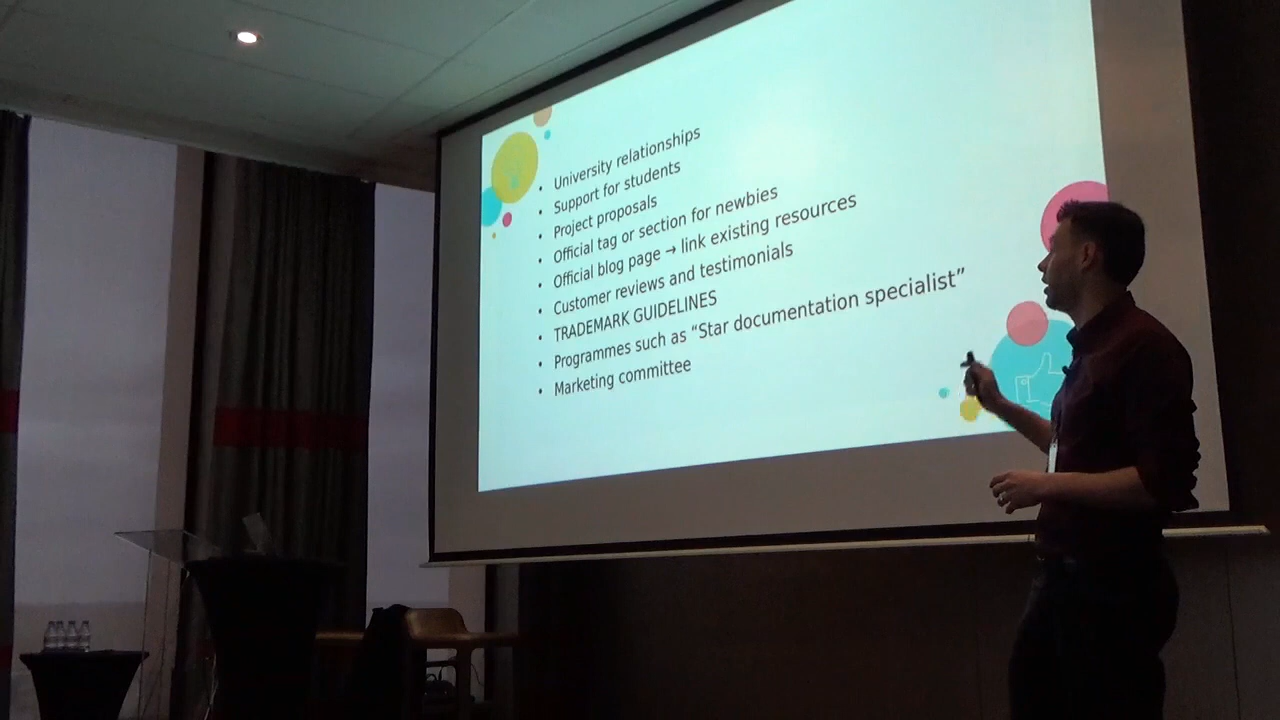 • University relationships
• Support for students
• Project proposals
• Official tag or section for newbies
• Official blog page → link existing resources
• Customer reviews and testimonials
• TRADEMARK GUIDELINES
• Programmes such as “Star documentation specialist”
• Marketing committee